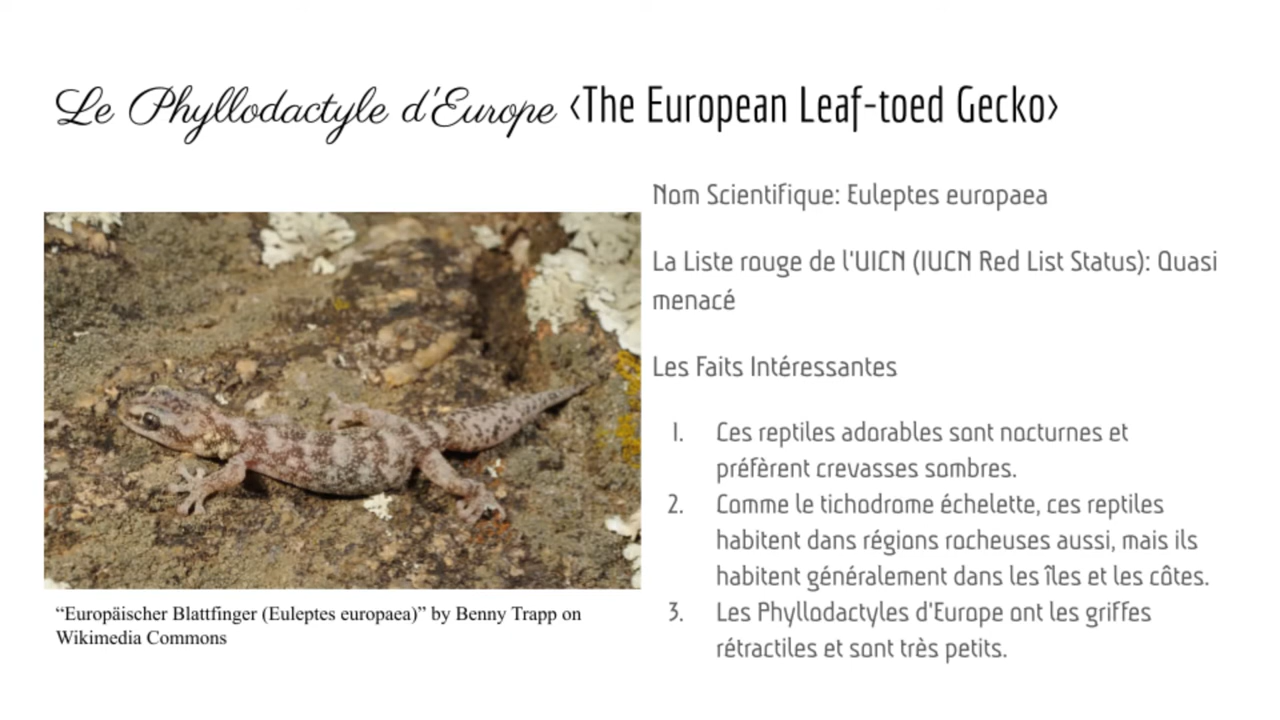 Le Phyllodactyle d'Europe ‹The European Leaf-toed Gecko›
Nom Scientifique: Euleptes europaea
La Liste rouge de l'UICN (IUCN Red List Status): Quasi
menacé
Les Faits Intéressantes
1. Ces reptiles adorables sont nocturnes et
préfèrent crevasses sombres.
2. Comme le tichodrome échelette, ces reptiles
habitent dans régions rocheuses aussi, mais ils
habitent généralement dans les îles et les côtes.
3. Les Phyllodactyles d'Europe ont les griffes
rétractiles et sont très petits.
“Europäischer Blattfinger (Euleptes europaea)” by Benny Trapp on
Wikimedia Commons